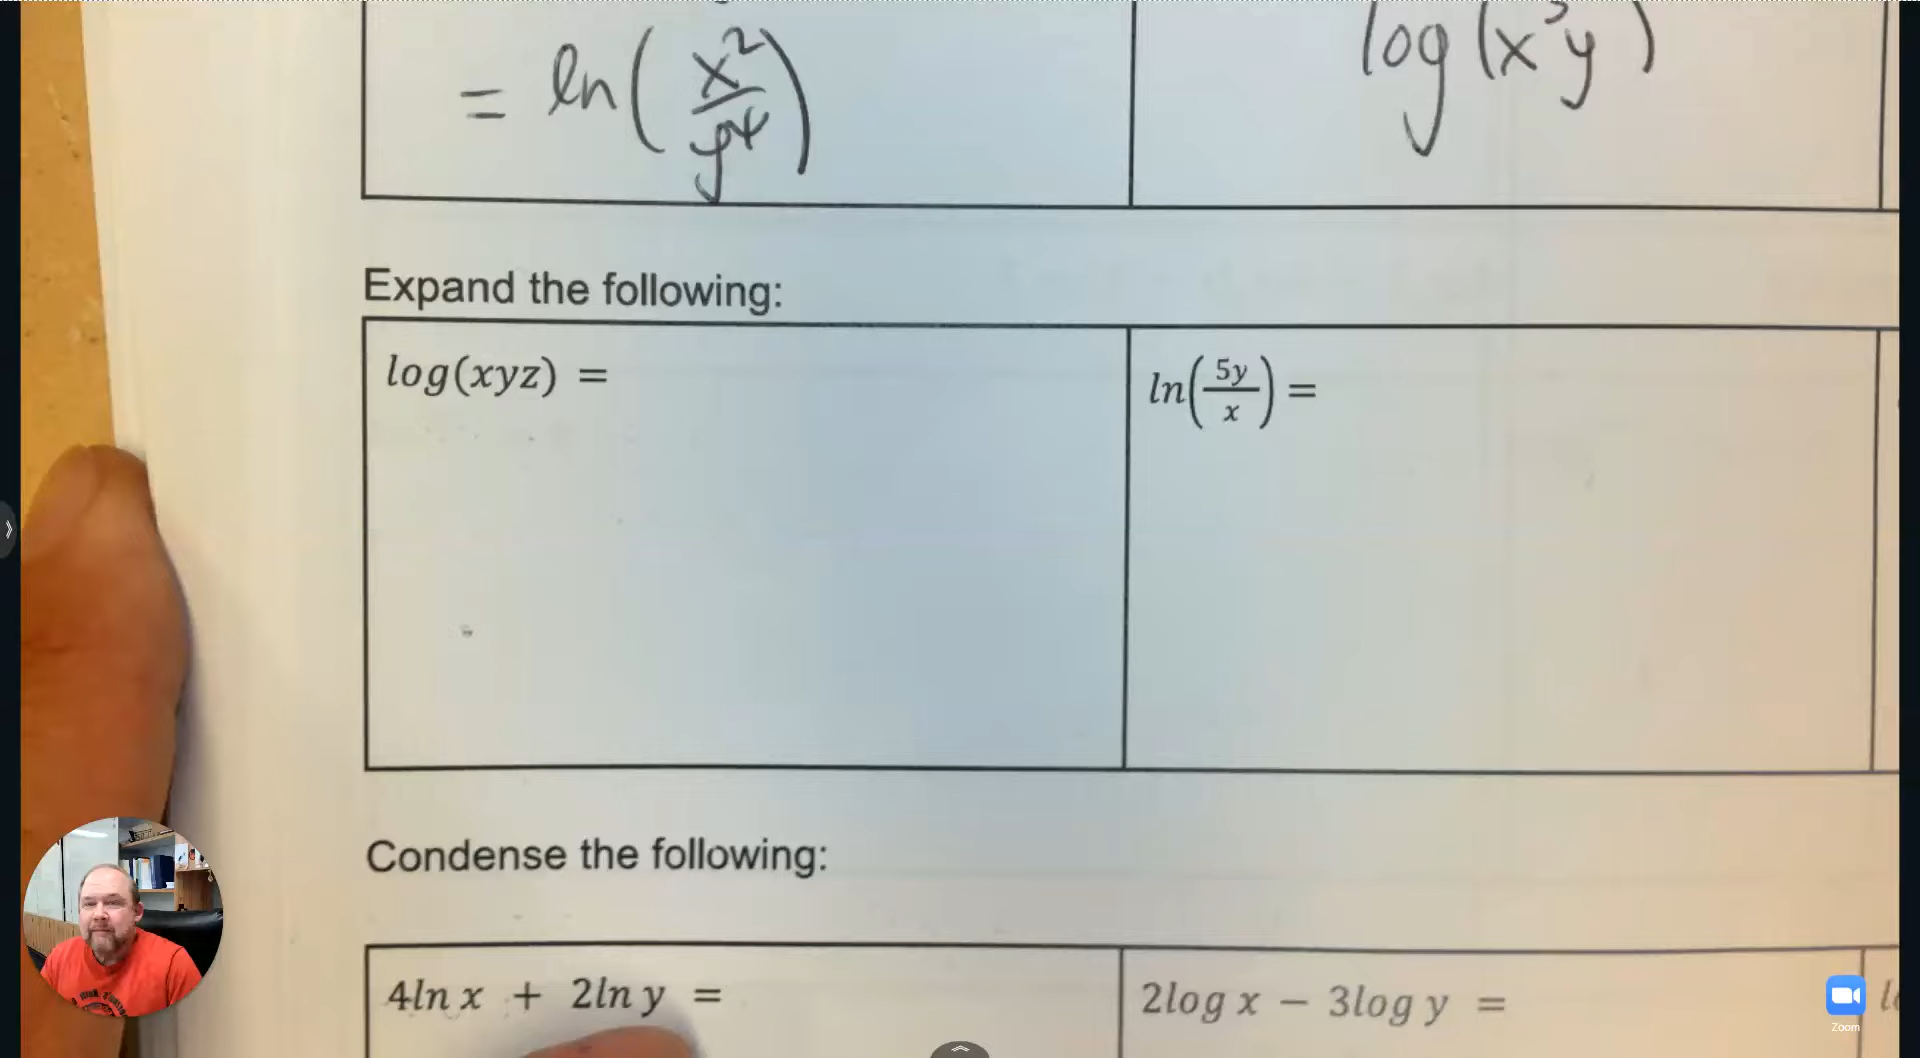 = ln(x²/y⁴)
log(x³y)
Expand the following:
log(xyz) =
ln(5y/x) =
Condense the following:
4ln x + 2ln y =
2log x − 3log y =
Zoom